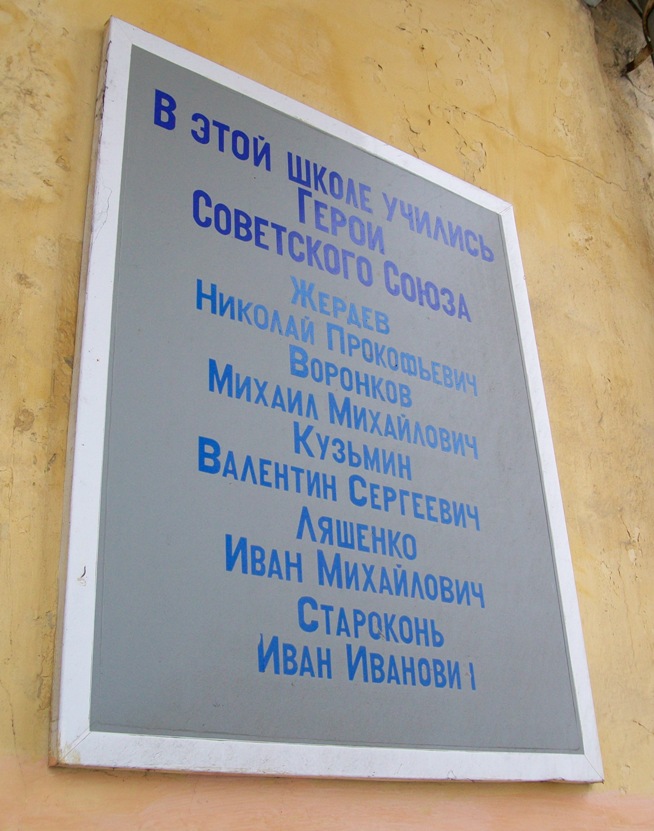 В этой школе учились
Герои
Советского Союза
Жердев
Николай Прокофьевич
Воронков
Михаил Михайлович
Кузьмин
Валентин Сергеевич
Ляшенко
Иван Михайлович
Староконь
Иван Иванович